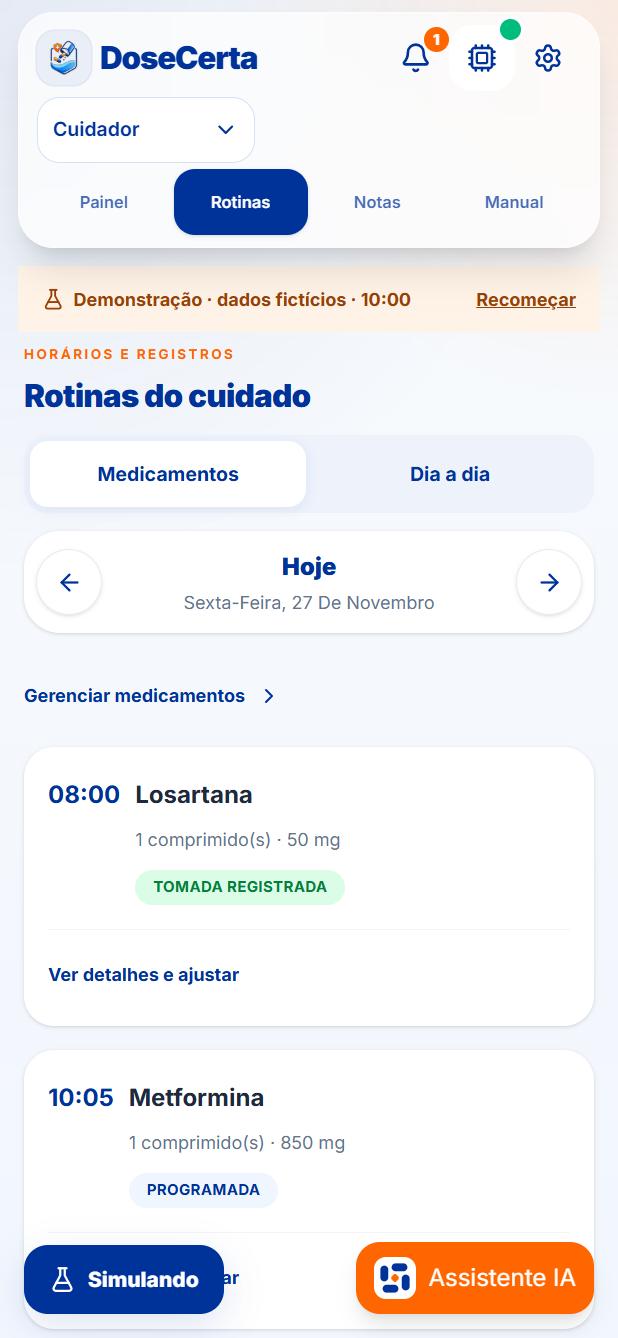 DoseCerta
1
Cuidador
Painel
Rotinas
Notas
Manual
Demonstração · dados fictícios · 10:00
Recomeçar
HORÁRIOS E REGISTROS
Rotinas do cuidado
Medicamentos
Dia a dia
Hoje
Sexta-Feira, 27 De Novembro
Gerenciar medicamentos
08:00 Losartana
1 comprimido(s) · 50 mg
TOMADA REGISTRADA
Ver detalhes e ajustar
10:05 Metformina
1 comprimido(s) · 850 mg
PROGRAMADA
Simulando
ar
Assistente IA